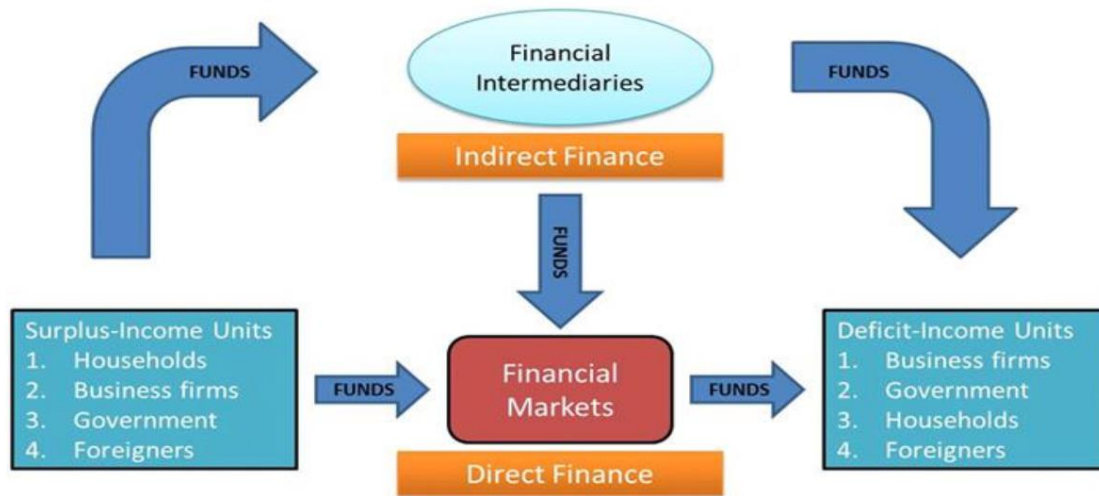 FUNDS
Financial
Intermediaries
FUNDS
Indirect Finance
FUNDS
Surplus-Income Units
1. Households
2. Business firms
3. Government
4. Foreigners
FUNDS
Financial
Markets
FUNDS
Deficit-Income Units
1. Business firms
2. Government
3. Households
4. Foreigners
Direct Finance